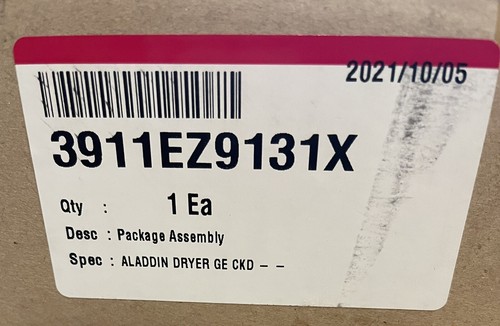 2021/10/05
3911EZ9131X
Qty : 1 Ea
Desc : Package Assembly
Spec : ALADDIN DRYER GE CKD - -